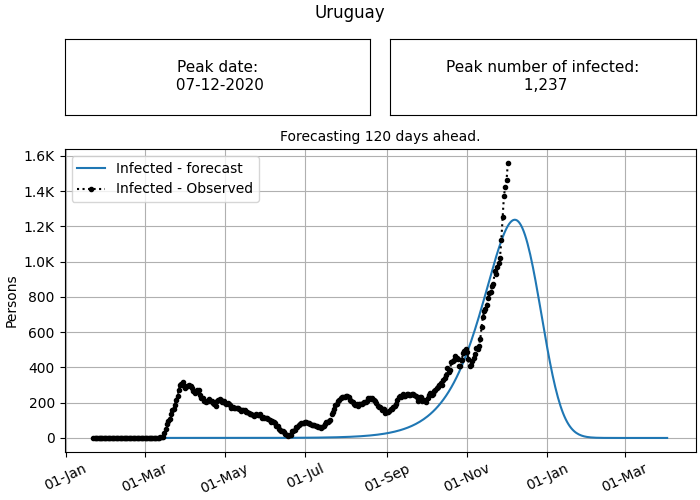 Uruguay
Peak date:
07-12-2020
Peak number of infected:
1,237
Forecasting 120 days ahead.
Infected - forecast
Infected - Observed
1.6K
1.4K
1.2K
1.0K
800
600
400
200
0
Persons
01-Jan
01-Mar
01-May
01-Jul
01-Sep
01-Nov
01-Jan
01-Mar